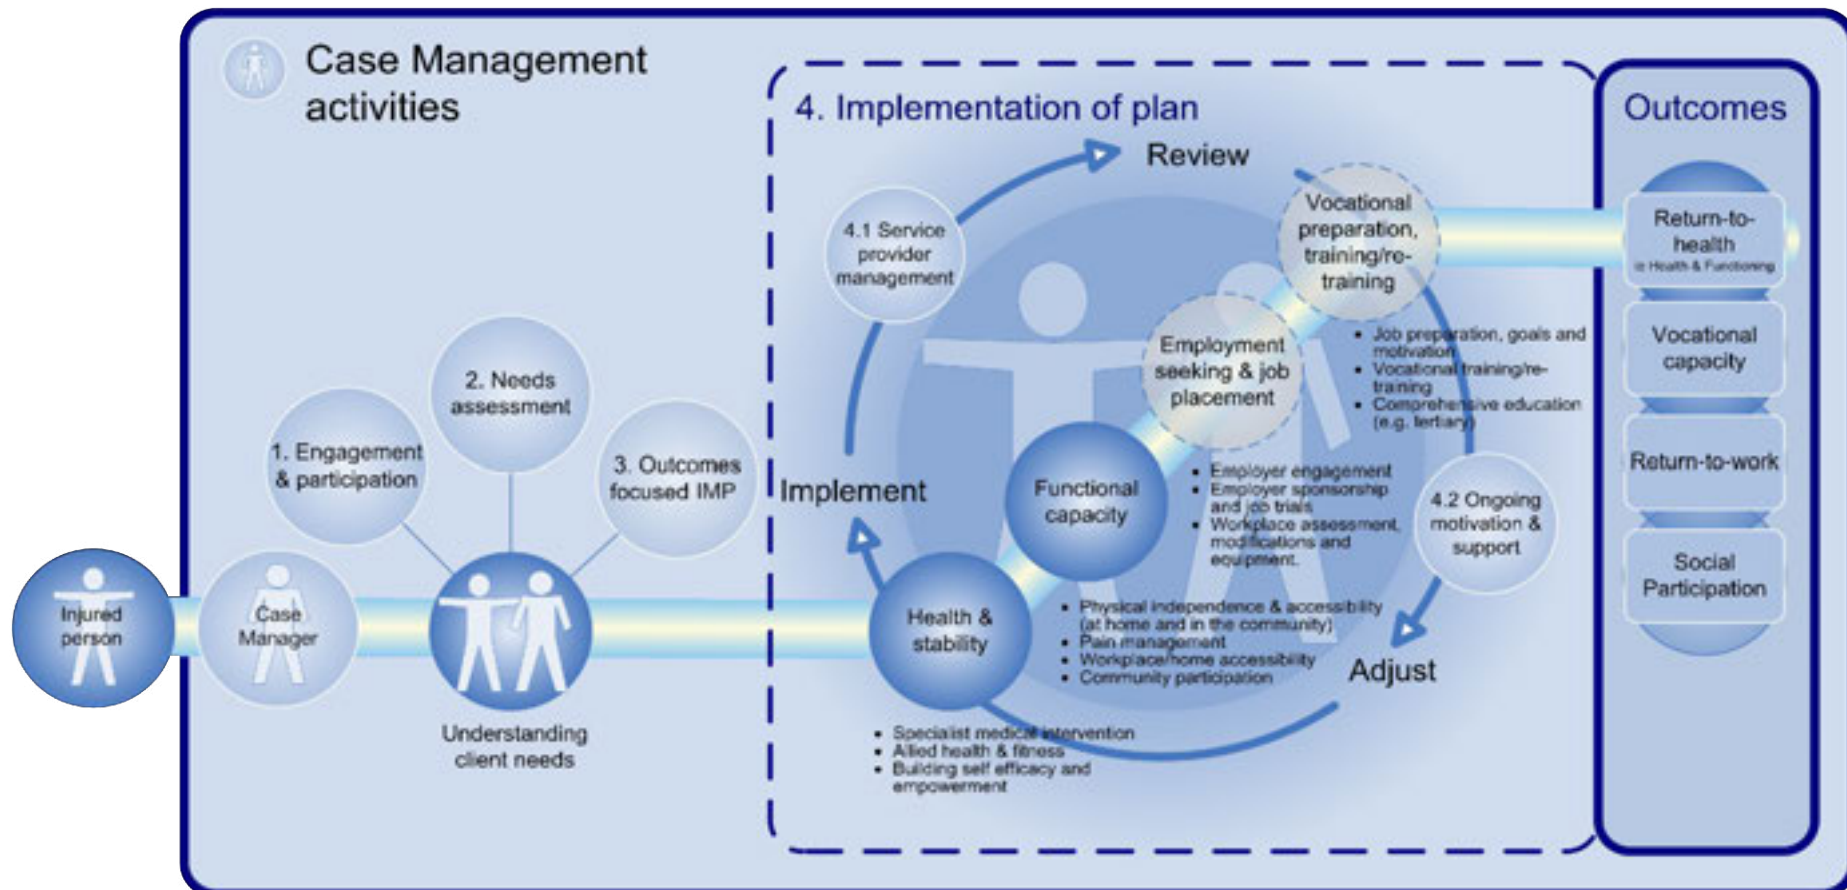 Case Management
activities
Injured
person
Case
Manager
1. Engagement
& participation
2. Needs
assessment
3. Outcomes
focused IMP
Understanding
client needs
4. Implementation of plan
Review
Implement
Adjust
4.1 Service
provider
management
4.2 Ongoing
motivation &
support
Health &
stability
• Specialist medical intervention
• Allied health & fitness
• Building self efficacy and
empowerment
Functional
capacity
• Physical independence & accessibility
(at home and in the community)
• Pain management
• Workplace/home accessibility
• Community participation
Employment
seeking & job
placement
• Employer engagement
• Employer sponsorship
and job trials
• Workplace assessment,
modifications and
equipment.
Vocational
preparation,
training/re-
training
• Job preparation, goals and
motivation
• Vocational training/re-
training
• Comprehensive education
(e.g. tertiary)
Outcomes
Return-to-
health
ie Health & Functioning
Vocational
capacity
Return-to-work
Social
Participation